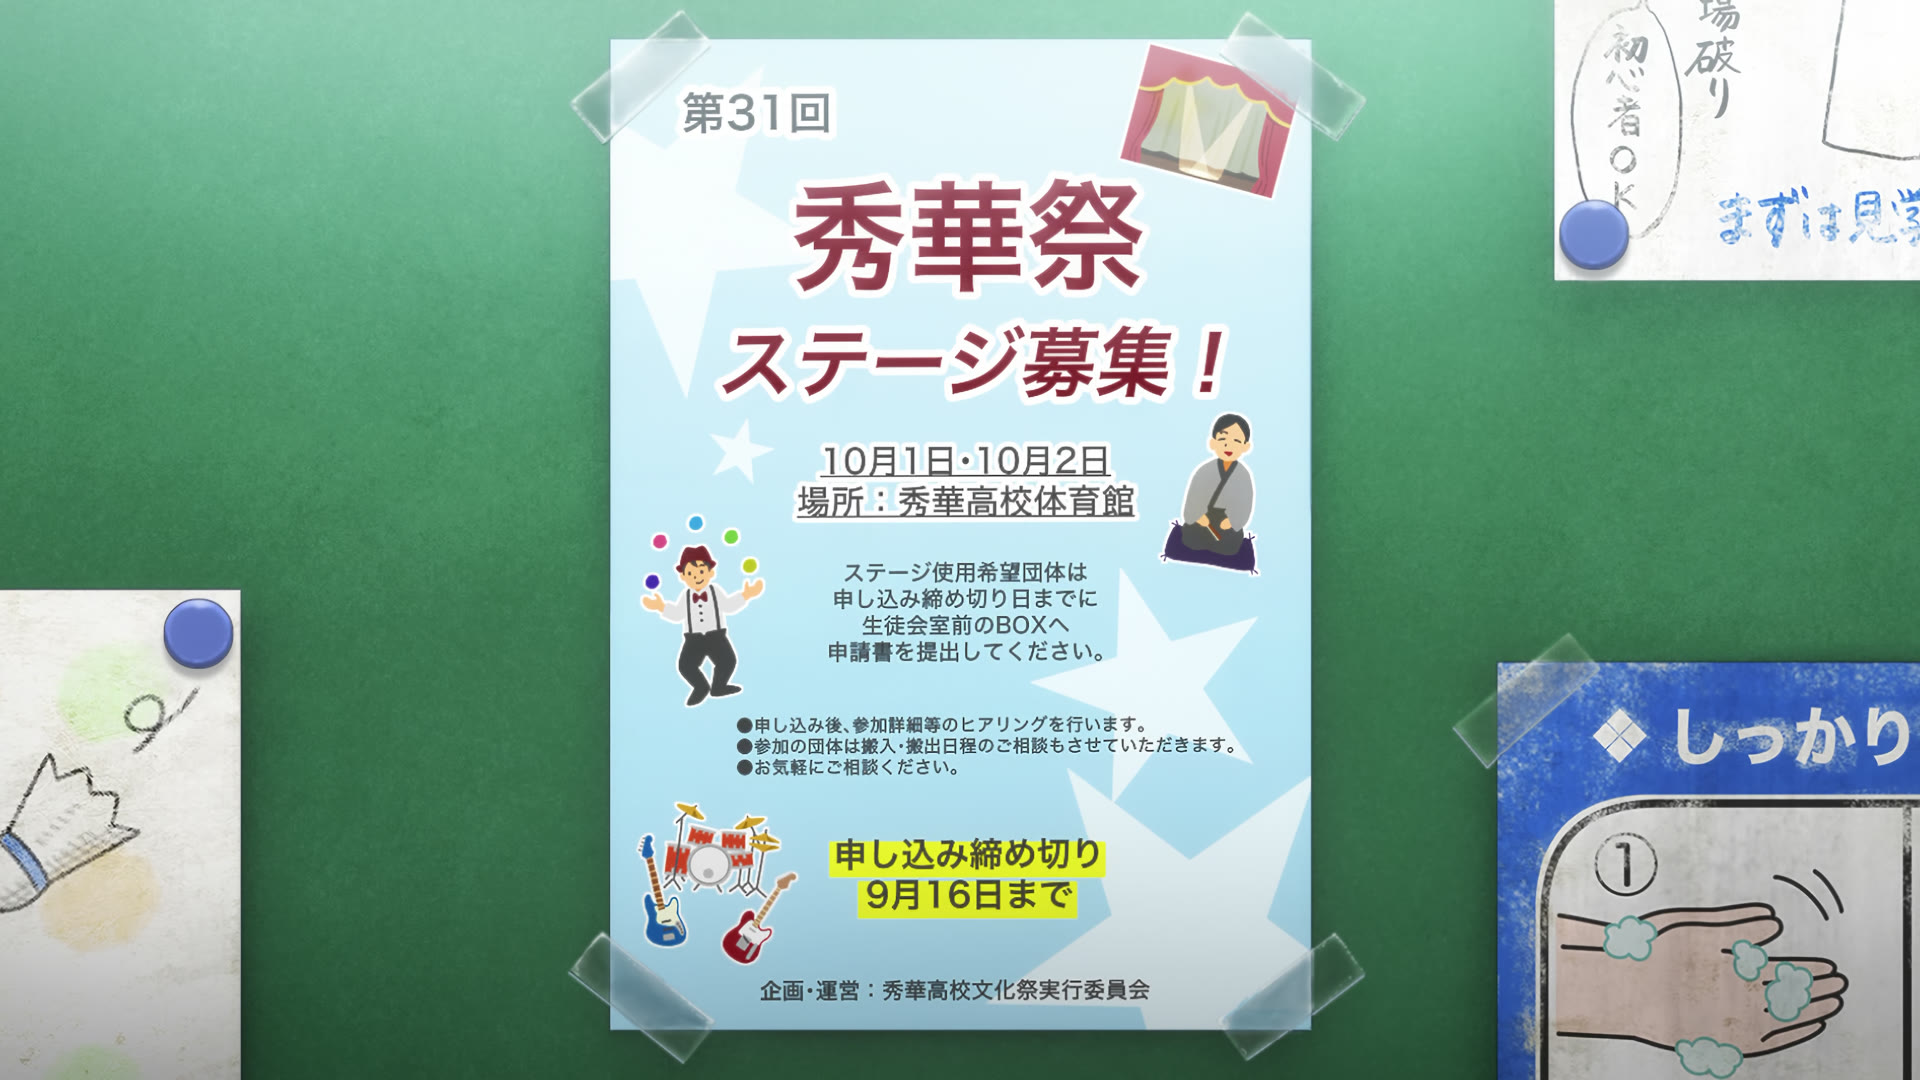 第31回
秀華祭
ステージ募集！
10月1日･10月2日
場所：秀華高校体育館
ステージ使用希望団体は
申し込み締め切り日までに
生徒会室前のBOXへ
申請書を提出してください。
●申し込み後､参加詳細等のヒアリングを行います。
●参加の団体は搬入･搬出日程のご相談もさせていただきます。
●お気軽にご相談ください。
申し込み締め切り
9月16日まで
企画･運営：秀華高校文化祭実行委員会
場破り
初心者OK
まずは見学
❖しっかり
①